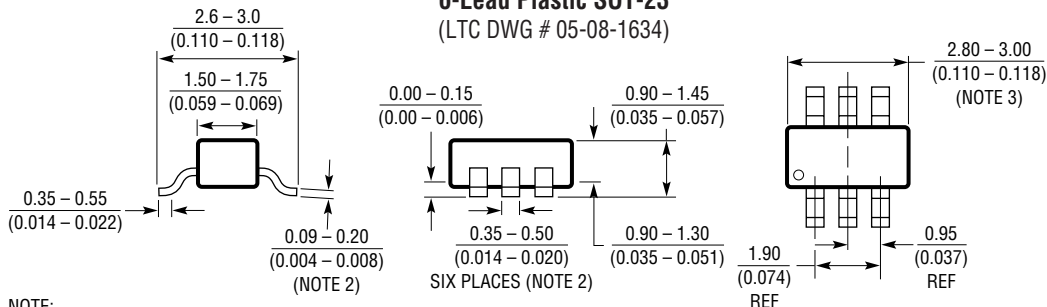 6-Lead Plastic SOT-23
(LTC DWG # 05-08-1634)
2.6 – 3.0
(0.110 – 0.118)
1.50 – 1.75
(0.059 – 0.069)
0.35 – 0.55
(0.014 – 0.022)
0.09 – 0.20
(0.004 – 0.008)
(NOTE 2)
0.00 – 0.15
(0.00 – 0.006)
0.90 – 1.45
(0.035 – 0.057)
0.35 – 0.50
(0.014 – 0.020)
SIX PLACES (NOTE 2)
0.90 – 1.30
(0.035 – 0.051)
2.80 – 3.00
(0.110 – 0.118)
(NOTE 3)
1.90
(0.074)
REF
0.95
(0.037)
REF
NOTE: